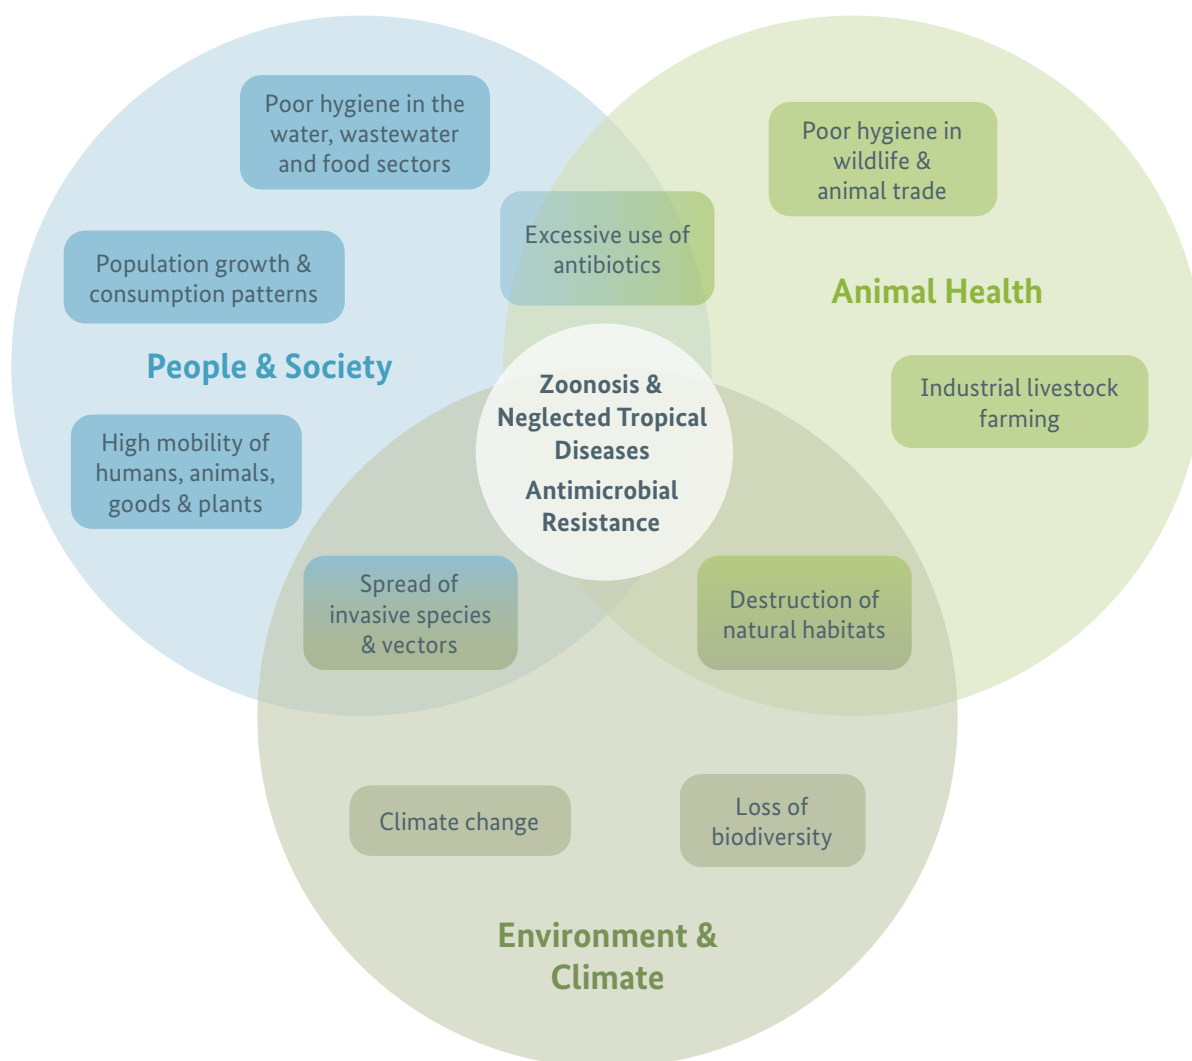 Poor hygiene in the
water, wastewater
and food sectors
Poor hygiene in
wildlife &
animal trade
Excessive use of
antibiotics
Population growth &
consumption patterns
Animal Health
People & Society
Zoonosis &
Neglected Tropical
Diseases
Antimicrobial
Resistance
Industrial livestock
farming
High mobility of
humans, animals,
goods & plants
Spread of
invasive species
& vectors
Destruction of
natural habitats
Climate change
Loss of
biodiversity
Environment &
Climate